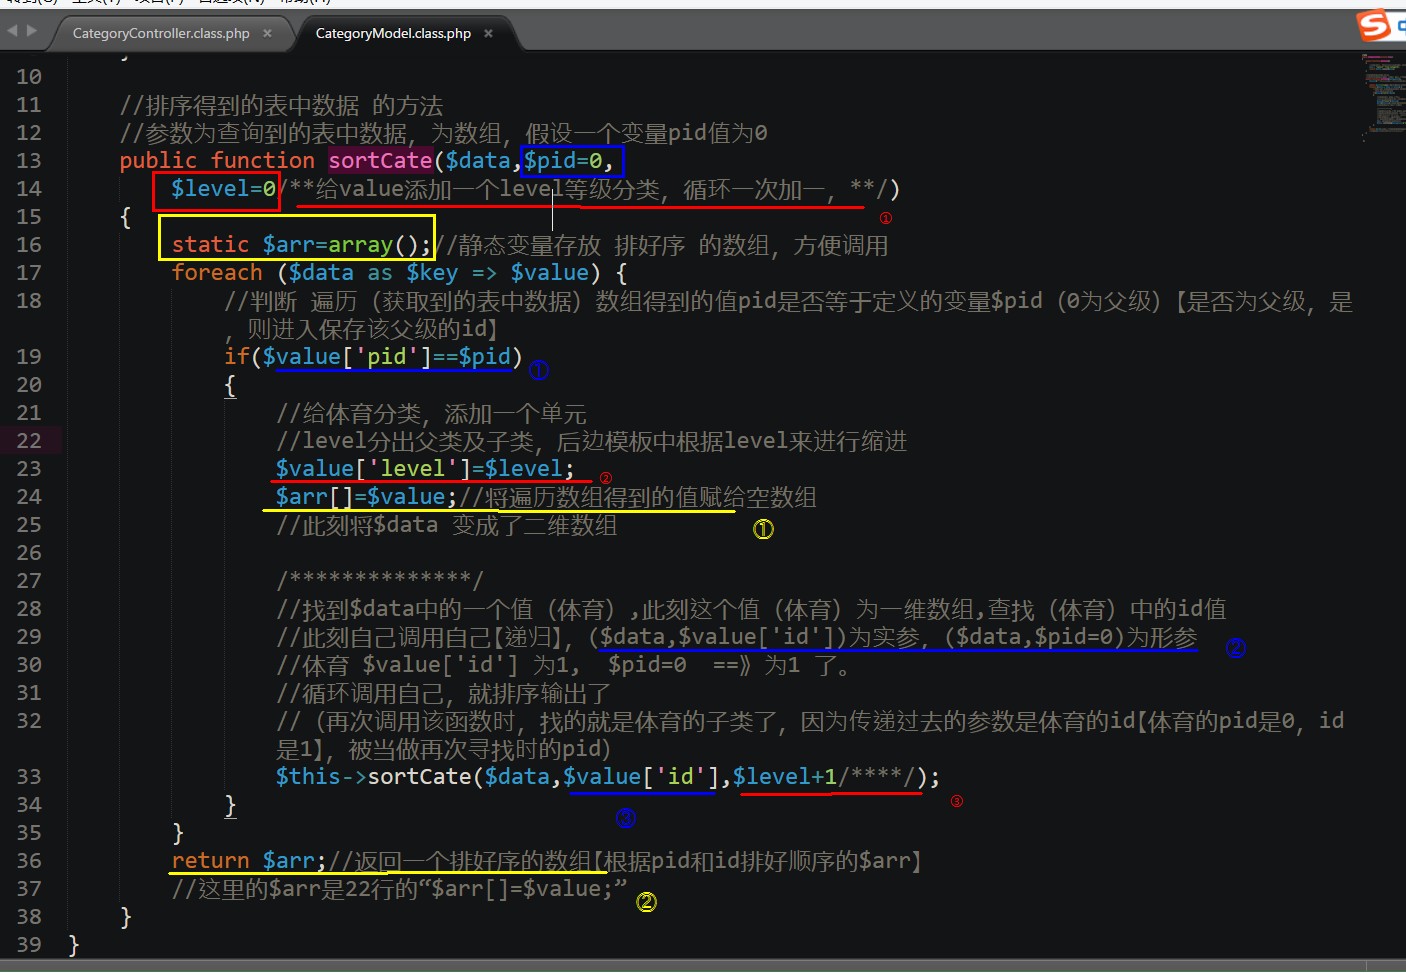 CategoryController.class.php ×
CategoryModel.class.php ×
10
11 //排序得到的表中数据 的方法
12 //参数为查询到的表中数据，为数组，假设一个变量pid值为0
13 public function sortCate($data,$pid=0,
14 $level=0/**给value添加一个level等级分类，循环一次加一，**/)
①
15 {
16 static $arr=array();//静态变量存放 排好序 的数组，方便调用
17 foreach ($data as $key => $value) {
18 //判断 遍历（获取到的表中数据）数组得到的值pid是否等于定义的变量$pid（0为父级）【是否为父级，是
，则进入保存该父级的id】
19 if($value['pid']==$pid)
①
20 {
21 //给体育分类，添加一个单元
22 //level分出父类及子类，后边模板中根据level来进行缩进
23 $value['level']=$level;
②
24 $arr[]=$value;//将遍历数组得到的值赋给空数组
25 //此刻将$data 变成了二维数组
①
26
27 /**************/
28 //找到$data中的一个值（体育）,此刻这个值（体育）为一维数组,查找（体育）中的id值
29 //此刻自己调用自己【递归】，($data,$value['id'])为实参，($data,$pid=0)为形参
②
30 //体育 $value['id'] 为1， $pid=0 ==》为1 了。
31 //循环调用自己，就排序输出了
32 //（再次调用该函数时，找的就是体育的子类了，因为传递过去的参数是体育的id【体育的pid是0，id
是1】，被当做再次寻找时的pid）
33 $this->sortCate($data,$value['id'],$level+1/****/);
③
③
34 }
35 }
36 return $arr;//返回一个排好序的数组【根据pid和id排好顺序的$arr】
37 //这里的$arr是22行的“$arr[]=$value;”
②
38 }
39 }